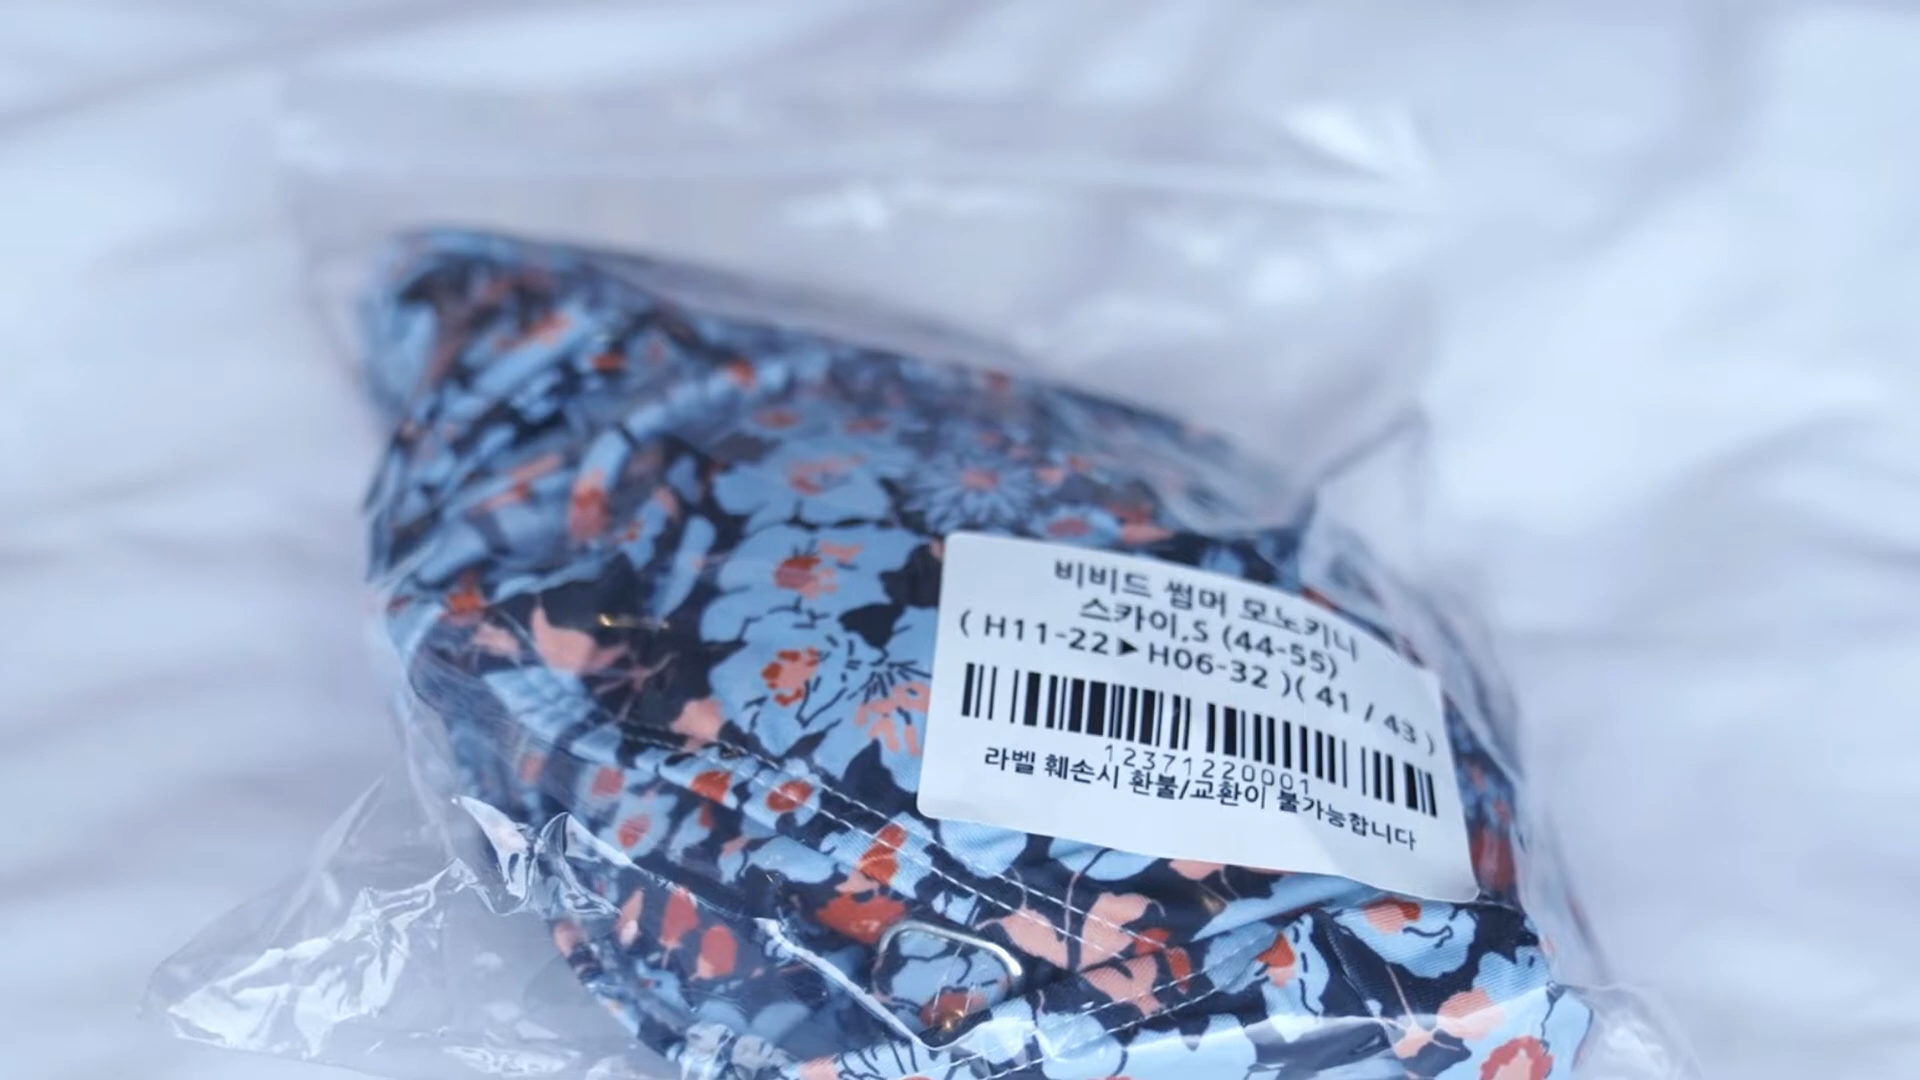 비비드 썸머 모노키니
스카이,S (44-55)
( H11-22▶H06-32 )( 41 / 43 )
12371220001
라벨 훼손시 환불/교환이 불가능합니다